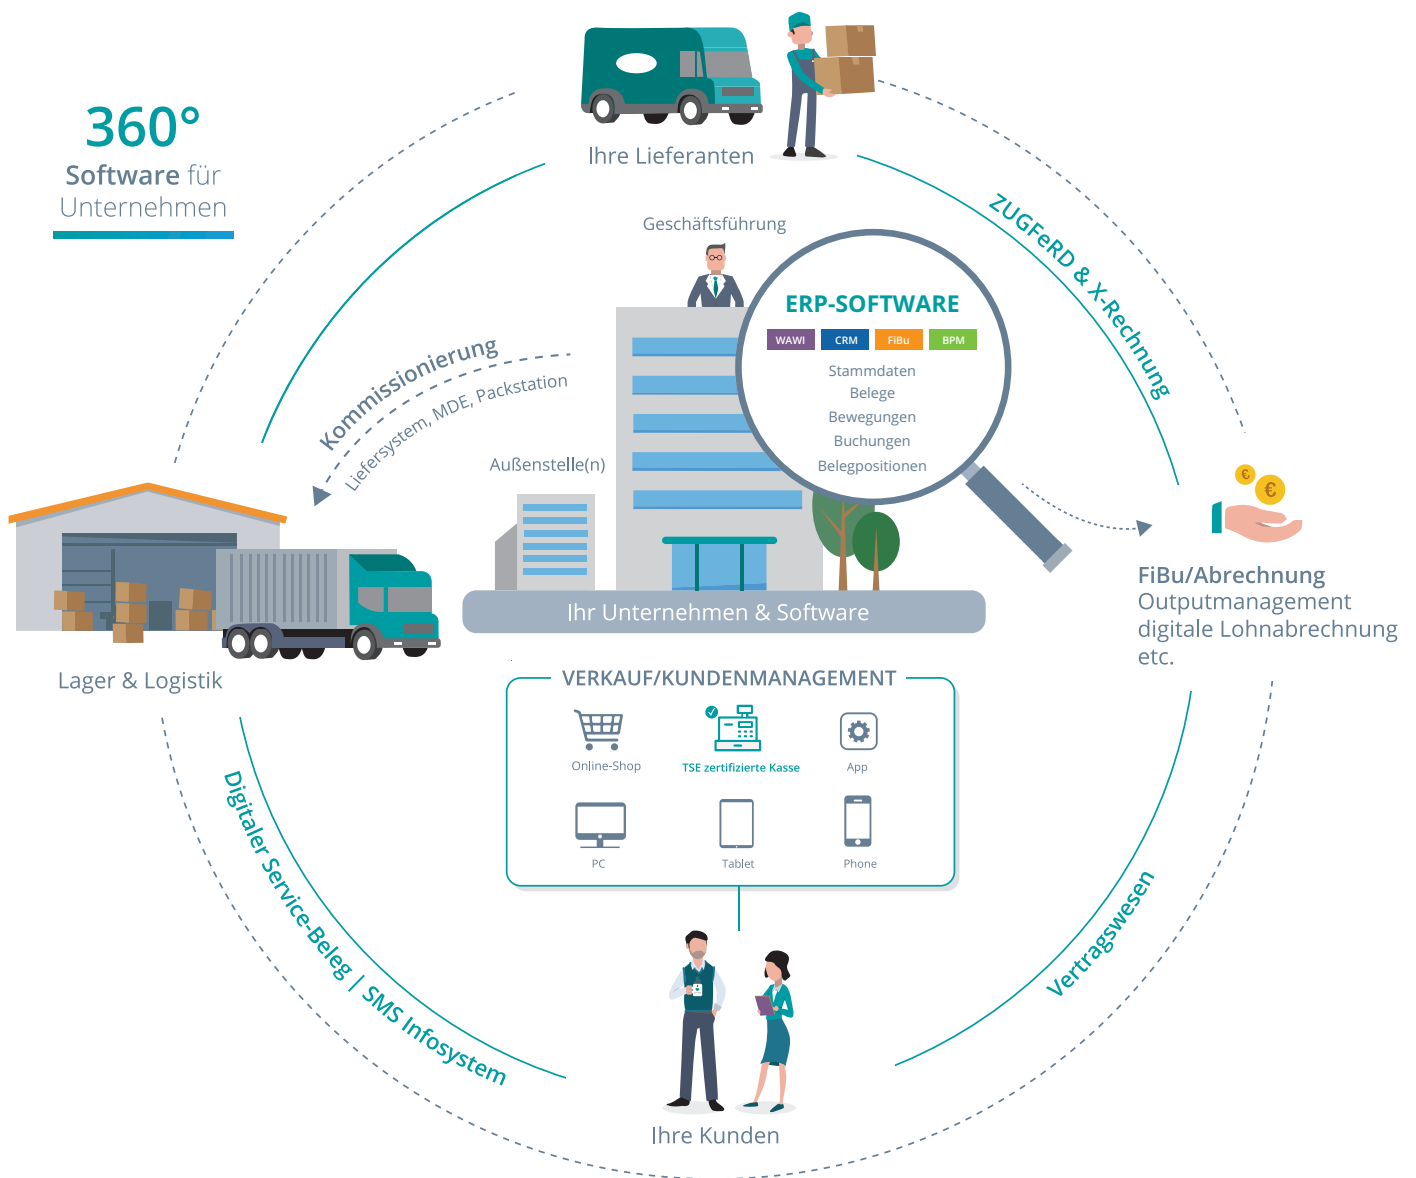 360°
Software für
Unternehmen
Ihre Lieferanten
ZUGFeRD & X-Rechnung
Geschäftsführung
ERP-SOFTWARE
WAWI CRM FiBu BPM
Stammdaten
Belege
Bewegungen
Buchungen
Belegpositionen
Kommissionierung
Liefersystem, MDE, Packstation
Außenstelle(n)
€ €
FiBu/Abrechnung
Outputmanagement
digitale Lohnabrechnung
etc.
Ihr Unternehmen & Software
Lager & Logistik
VERKAUF/KUNDENMANAGEMENT
Online-Shop
TSE zertifizierte Kasse
App
PC
Tablet
Phone
Digitaler Service-Beleg | SMS Infosystem
Vertragswesen
Ihre Kunden